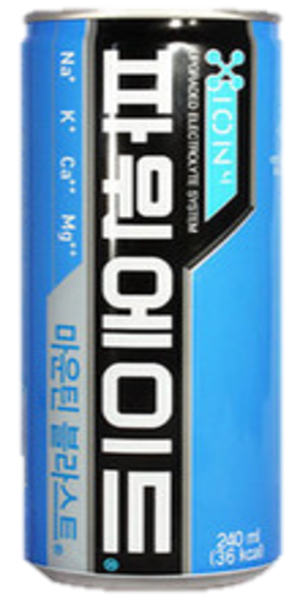 ION4
UPGRADED ELECTROLYTE SYSTEM
파워에이드®
Na⁺ K⁺ Ca⁺⁺ Mg⁺⁺
마운틴 블라스트®
240 ml
(36 kcal)